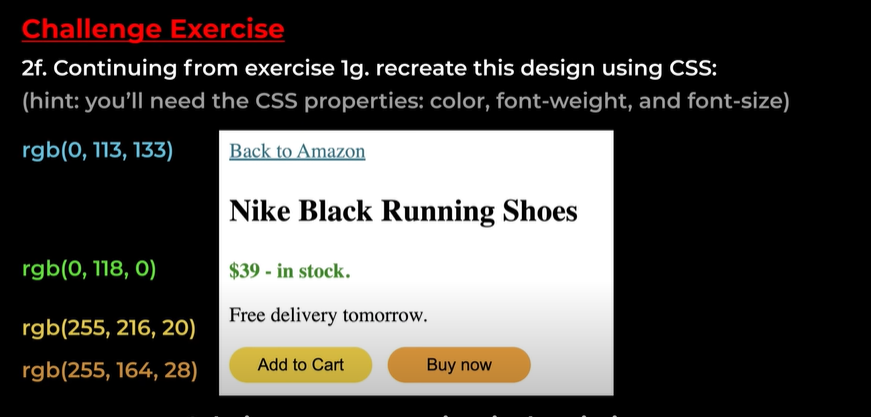 Challenge Exercise
2f. Continuing from exercise 1g. recreate this design using CSS:
(hint: you’ll need the CSS properties: color, font-weight, and font-size)
rgb(0, 113, 133)
Back to Amazon
Nike Black Running Shoes
rgb(0, 118, 0)
$39 - in stock.
Free delivery tomorrow.
rgb(255, 216, 20)
Add to Cart
Buy now
rgb(255, 164, 28)